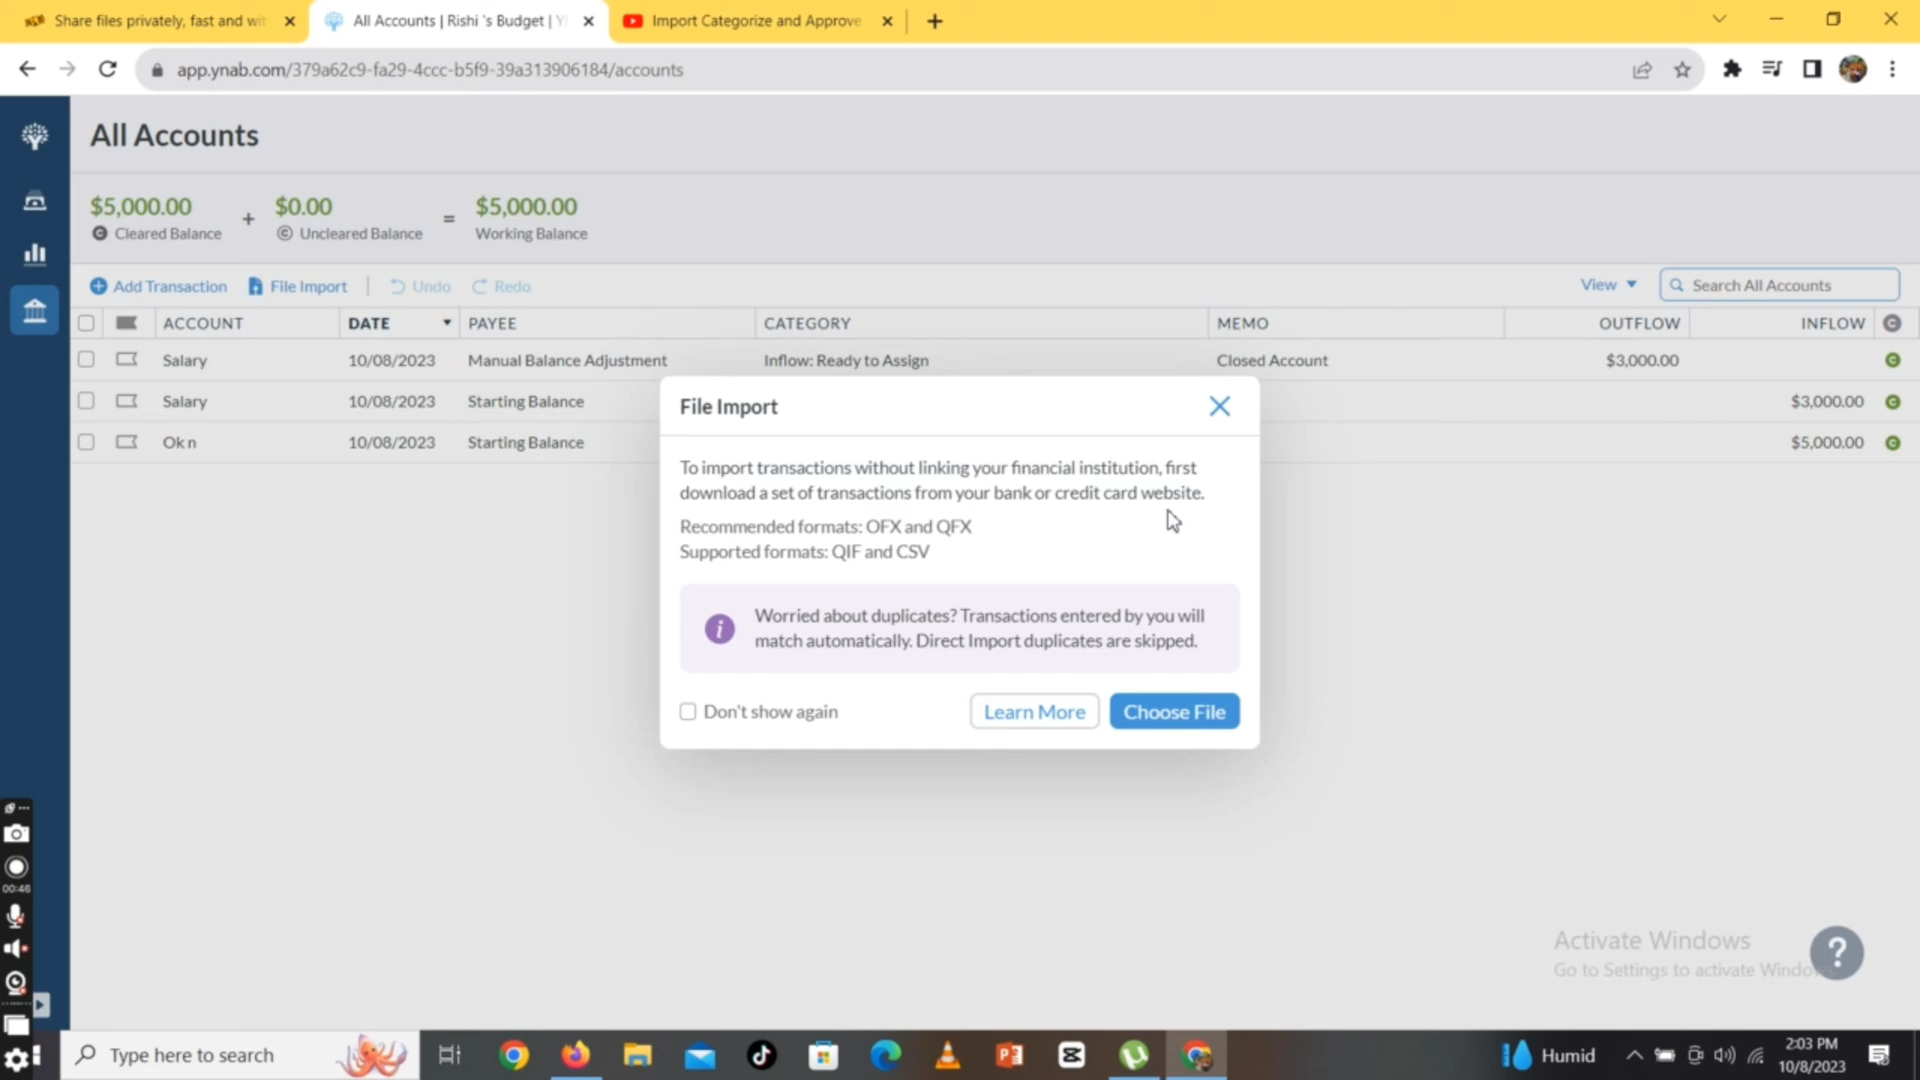 Share files privately, fast and wit
All Accounts | Rishi 's Budget | Y
Import Categorize and Approve
app.ynab.com/379a62c9-fa29-4ccc-b5f9-39a313906184/accounts
All Accounts
$5,000.00 + $0.00 = $5,000.00
Cleared Balance Uncleared Balance Working Balance
Add Transaction File Import Undo Redo View Search All Accounts
ACCOUNT DATE PAYEE CATEGORY MEMO OUTFLOW INFLOW
Salary 10/08/2023 Manual Balance Adjustment Inflow: Ready to Assign Closed Account $3,000.00
Salary 10/08/2023 Starting Balance $3,000.00
Ok n 10/08/2023 Starting Balance $5,000.00
File Import
To import transactions without linking your financial institution, first
download a set of transactions from your bank or credit card website.
Recommended formats: OFX and QFX
Supported formats: QIF and CSV
Worried about duplicates? Transactions entered by you will
match automatically. Direct Import duplicates are skipped.
Don't show again Learn More Choose File
00:46
Activate Windows
Go to Settings to activate Windo
Type here to search
Humid
2:03 PM
10/8/2023